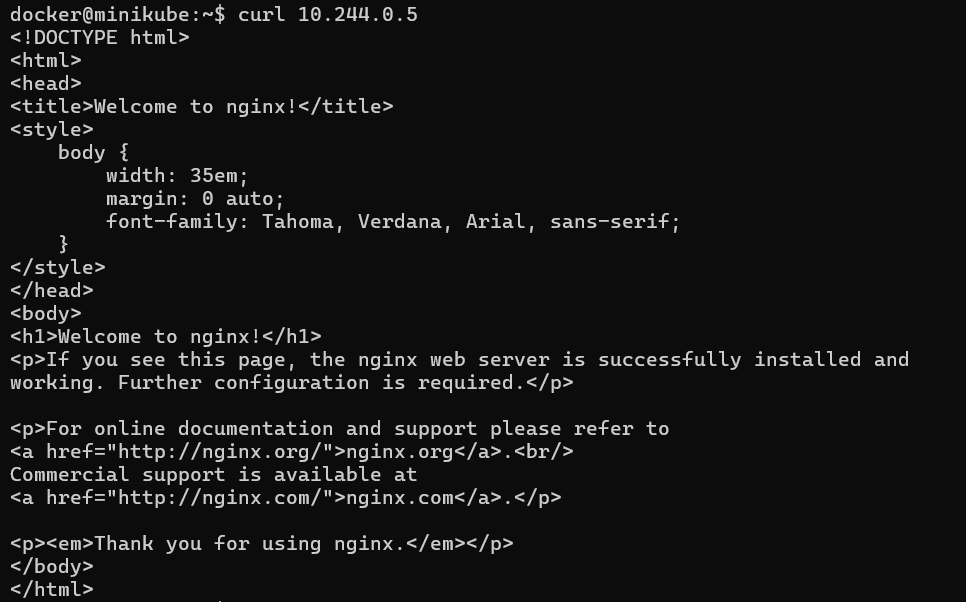 docker@minikube:~$ curl 10.244.0.5
<!DOCTYPE html>
<html>
<head>
<title>Welcome to nginx!</title>
<style>
    body {
        width: 35em;
        margin: 0 auto;
        font-family: Tahoma, Verdana, Arial, sans-serif;
    }
</style>
</head>
<body>
<h1>Welcome to nginx!</h1>
<p>If you see this page, the nginx web server is successfully installed and
working. Further configuration is required.</p>

<p>For online documentation and support please refer to
<a href="http://nginx.org/">nginx.org</a>.<br/>
Commercial support is available at
<a href="http://nginx.com/">nginx.com</a>.</p>

<p><em>Thank you for using nginx.</em></p>
</body>
</html>